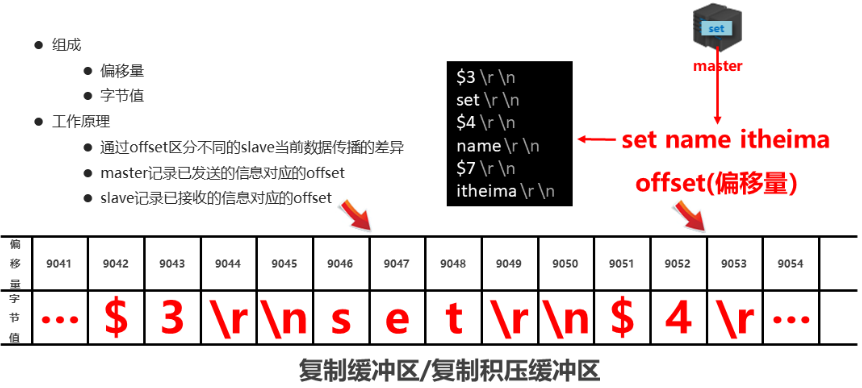 组成
偏移量
字节值
工作原理
通过offset区分不同的slave当前数据传播的差异
master记录已发送的信息对应的offset
slave记录已接收的信息对应的offset
set
master
$3 \r \n
set \r \n
$4 \r \n
name \r \n
$7 \r \n
itheima \r \n
set name itheima
offset(偏移量)
偏移量 9041 9042 9043 9044 9045 9046 9047 9048 9049 9050 9051 9052 9053 9054
字节值 ... $ 3 \r \n s e t \r \n $ 4 \r ...
复制缓冲区/复制积压缓冲区